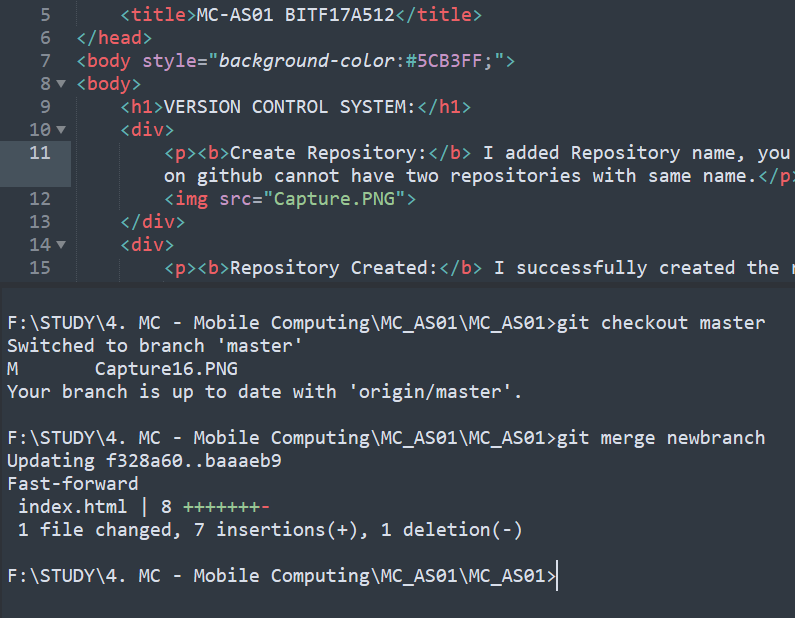 5 <title>MC-AS01 BITF17A512</title>
6 </head>
7 <body style="background-color:#5CB3FF;">
8 <body>
9 <h1>VERSION CONTROL SYSTEM:</h1>
10 <div>
11 <p><b>Create Repository:</b> I added Repository name, you
on github cannot have two repositories with same name.</p>
12 <img src="Capture.PNG">
13 </div>
14 <div>
15 <p><b>Repository Created:</b> I successfully created the
F:\STUDY\4. MC - Mobile Computing\MC_AS01\MC_AS01>git checkout master
Switched to branch 'master'
M Capture16.PNG
Your branch is up to date with 'origin/master'.
F:\STUDY\4. MC - Mobile Computing\MC_AS01\MC_AS01>git merge newbranch
Updating f328a60..baaaeb9
Fast-forward
index.html | 8 +++++++-
1 file changed, 7 insertions(+), 1 deletion(-)
F:\STUDY\4. MC - Mobile Computing\MC_AS01\MC_AS01>